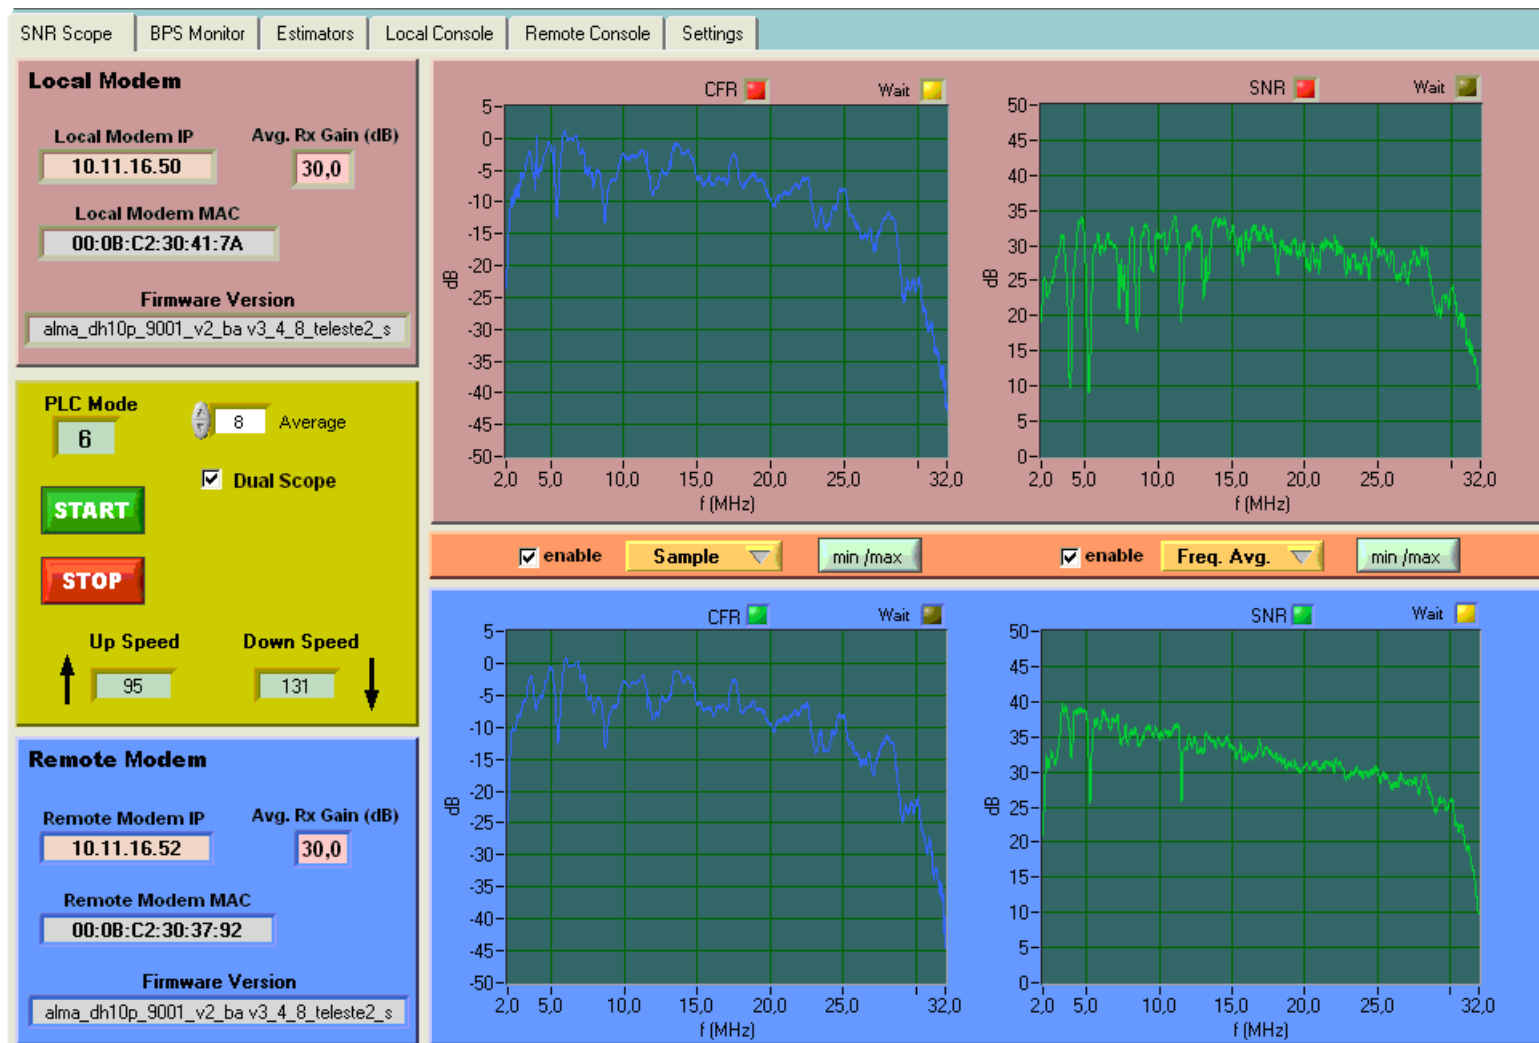 SNR Scope BPS Monitor Estimators Local Console Remote Console Settings
Local Modem
Local Modem IP Avg. Rx Gain (dB)
10.11.16.50 30,0
Local Modem MAC
00:0B:C2:30:41:7A
Firmware Version
alma_dh10p_9001_v2_ba v3_4_8_teleste2_s
PLC Mode
6 8 Average
Dual Scope
START
STOP
Up Speed Down Speed
95 131
Remote Modem
Remote Modem IP Avg. Rx Gain (dB)
10.11.16.52 30,0
Remote Modem MAC
00:0B:C2:30:37:92
Firmware Version
alma_dh10p_9001_v2_ba v3_4_8_teleste2_s
CFR Wait
5
0
-5
-10
-15
-20
-25
-30
-35
-40
-45
-50
dB
2,0 5,0 10,0 15,0 20,0 25,0 32,0
f (MHz)
SNR Wait
50
45
40
35
30
25
20
15
10
5
0
dB
2,0 5,0 10,0 15,0 20,0 25,0 32,0
f (MHz)
enable Sample min /max enable Freq. Avg. min /max
CFR Wait
5
0
-5
-10
-15
-20
-25
-30
-35
-40
-45
-50
dB
2,0 5,0 10,0 15,0 20,0 25,0 32,0
f (MHz)
SNR Wait
50
45
40
35
30
25
20
15
10
5
0
dB
2,0 5,0 10,0 15,0 20,0 25,0 32,0
f (MHz)